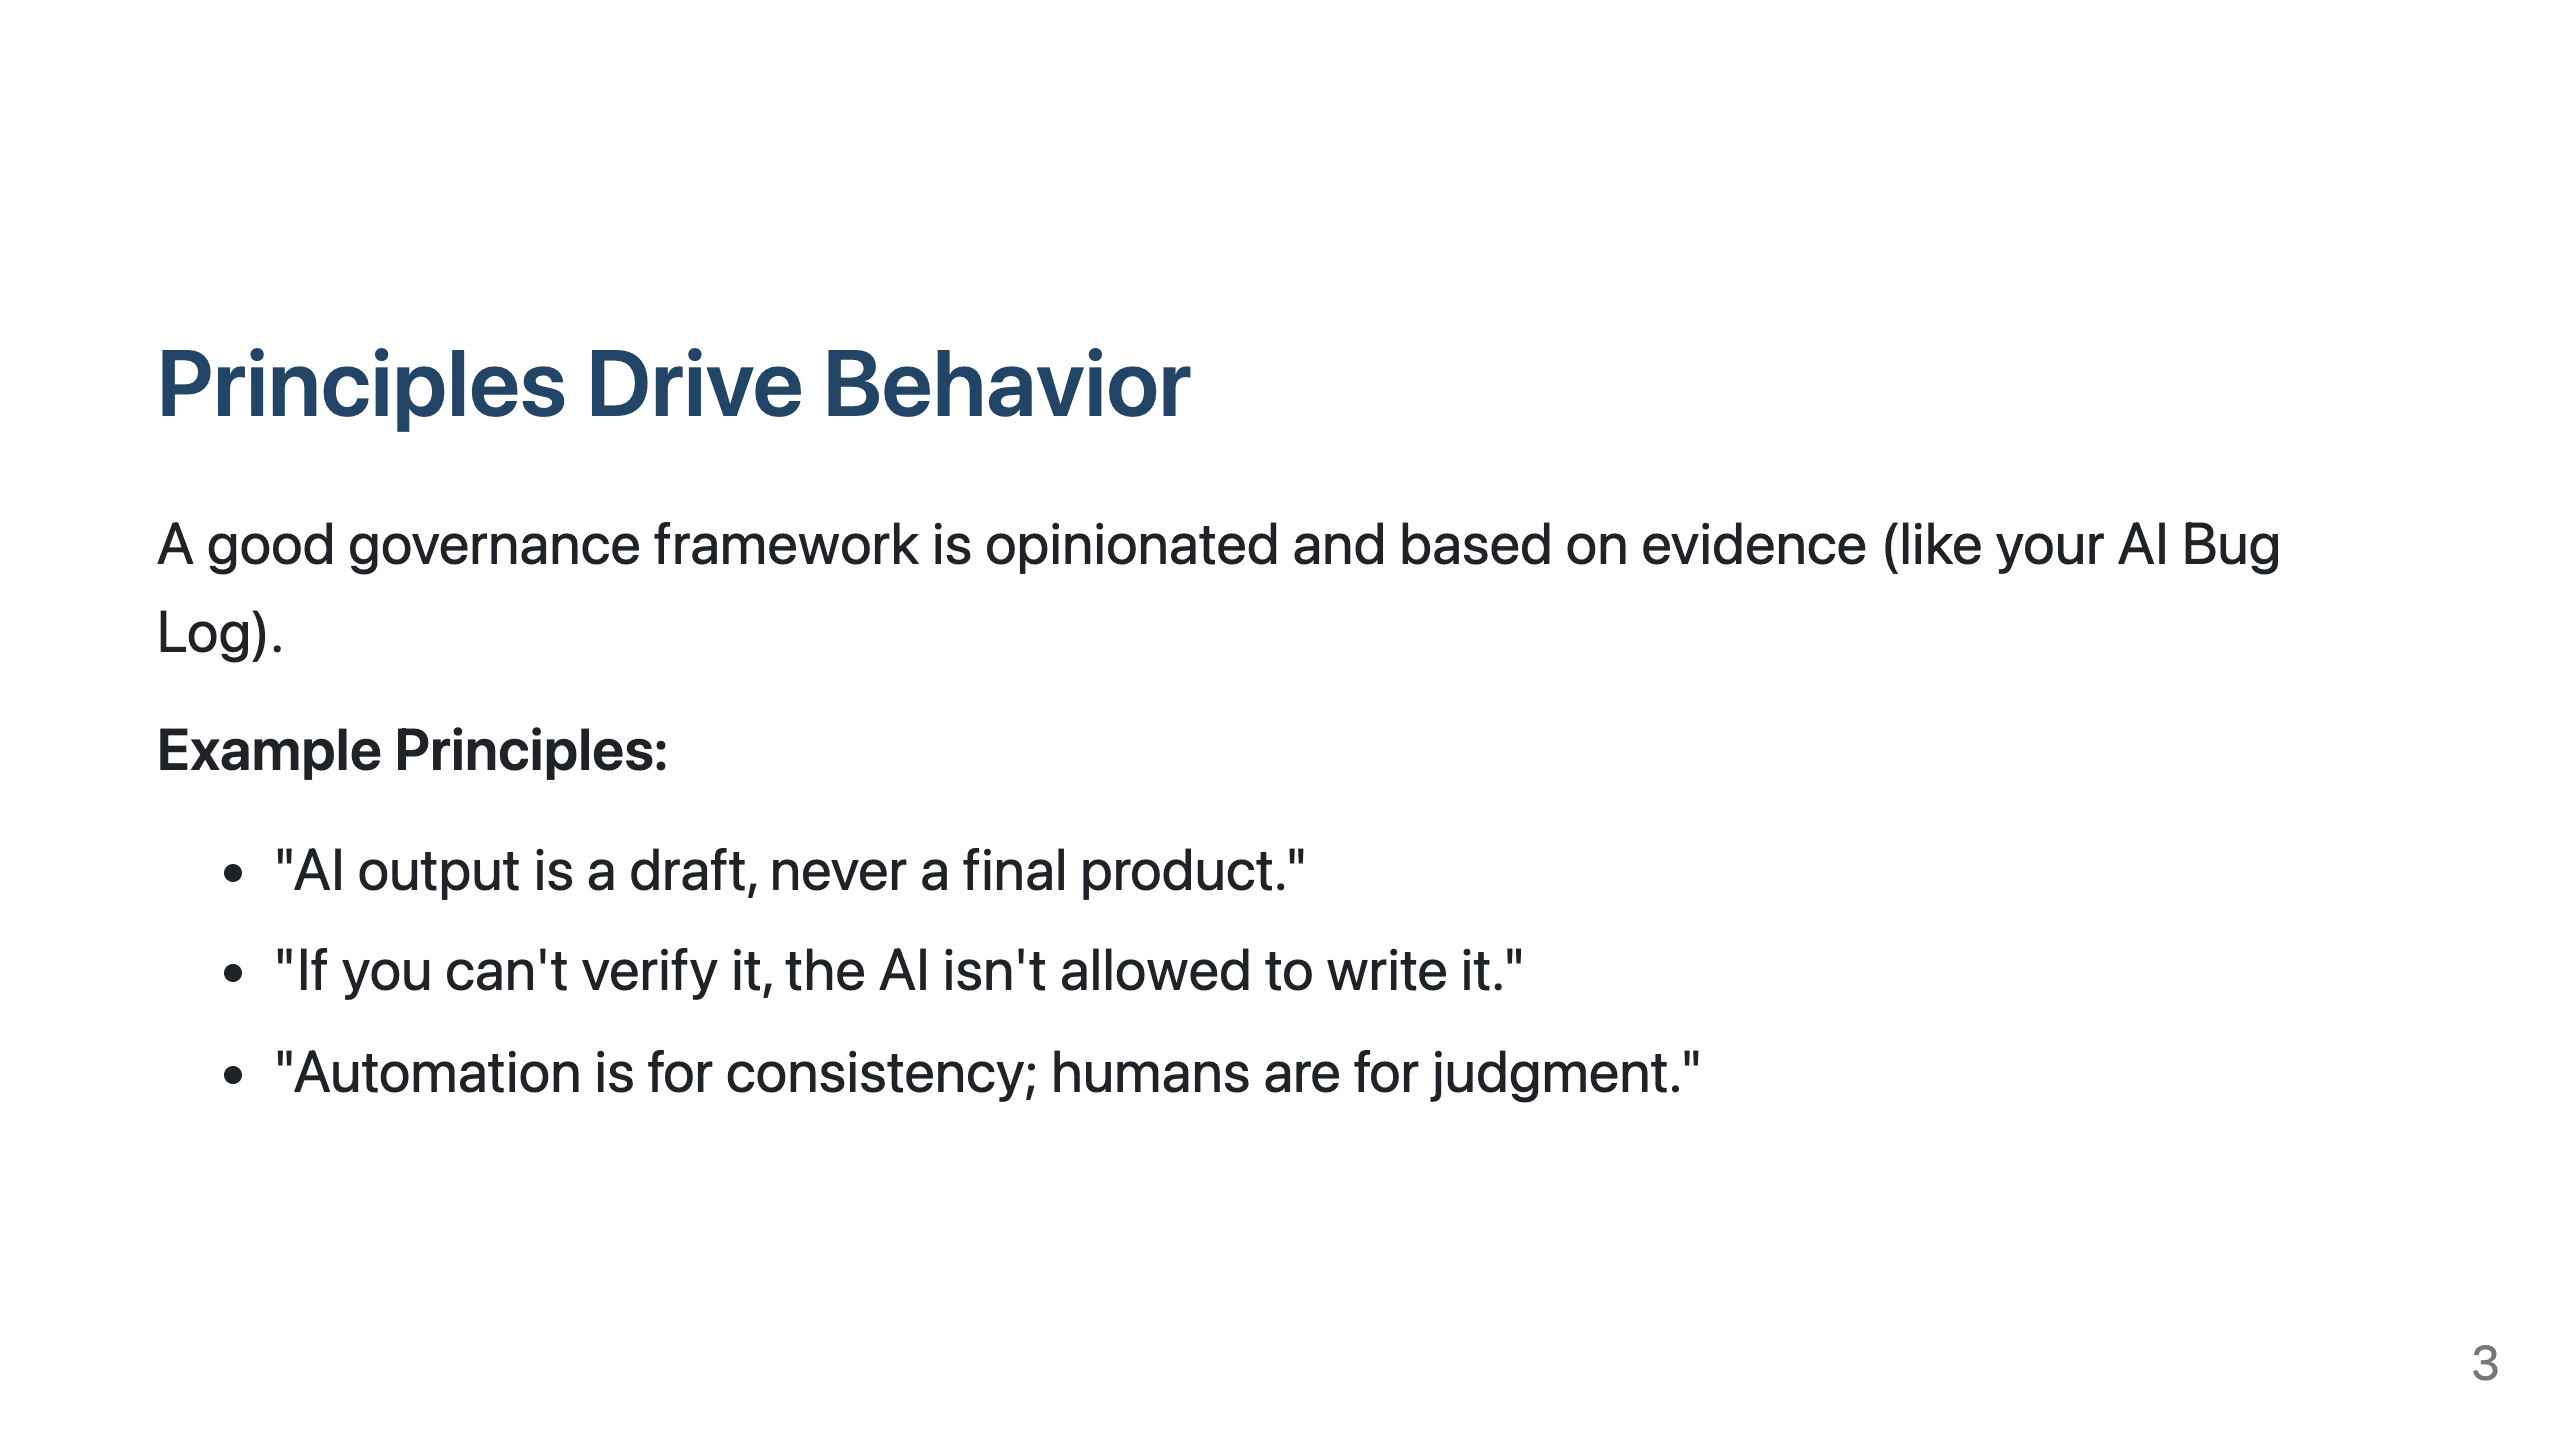 Principles Drive Behavior
A good governance framework is opinionated and based on evidence (like your AI Bug
Log).
Example Principles:
• "AI output is a draft, never a final product."
• "If you can't verify it, the AI isn't allowed to write it."
• "Automation is for consistency; humans are for judgment."
3